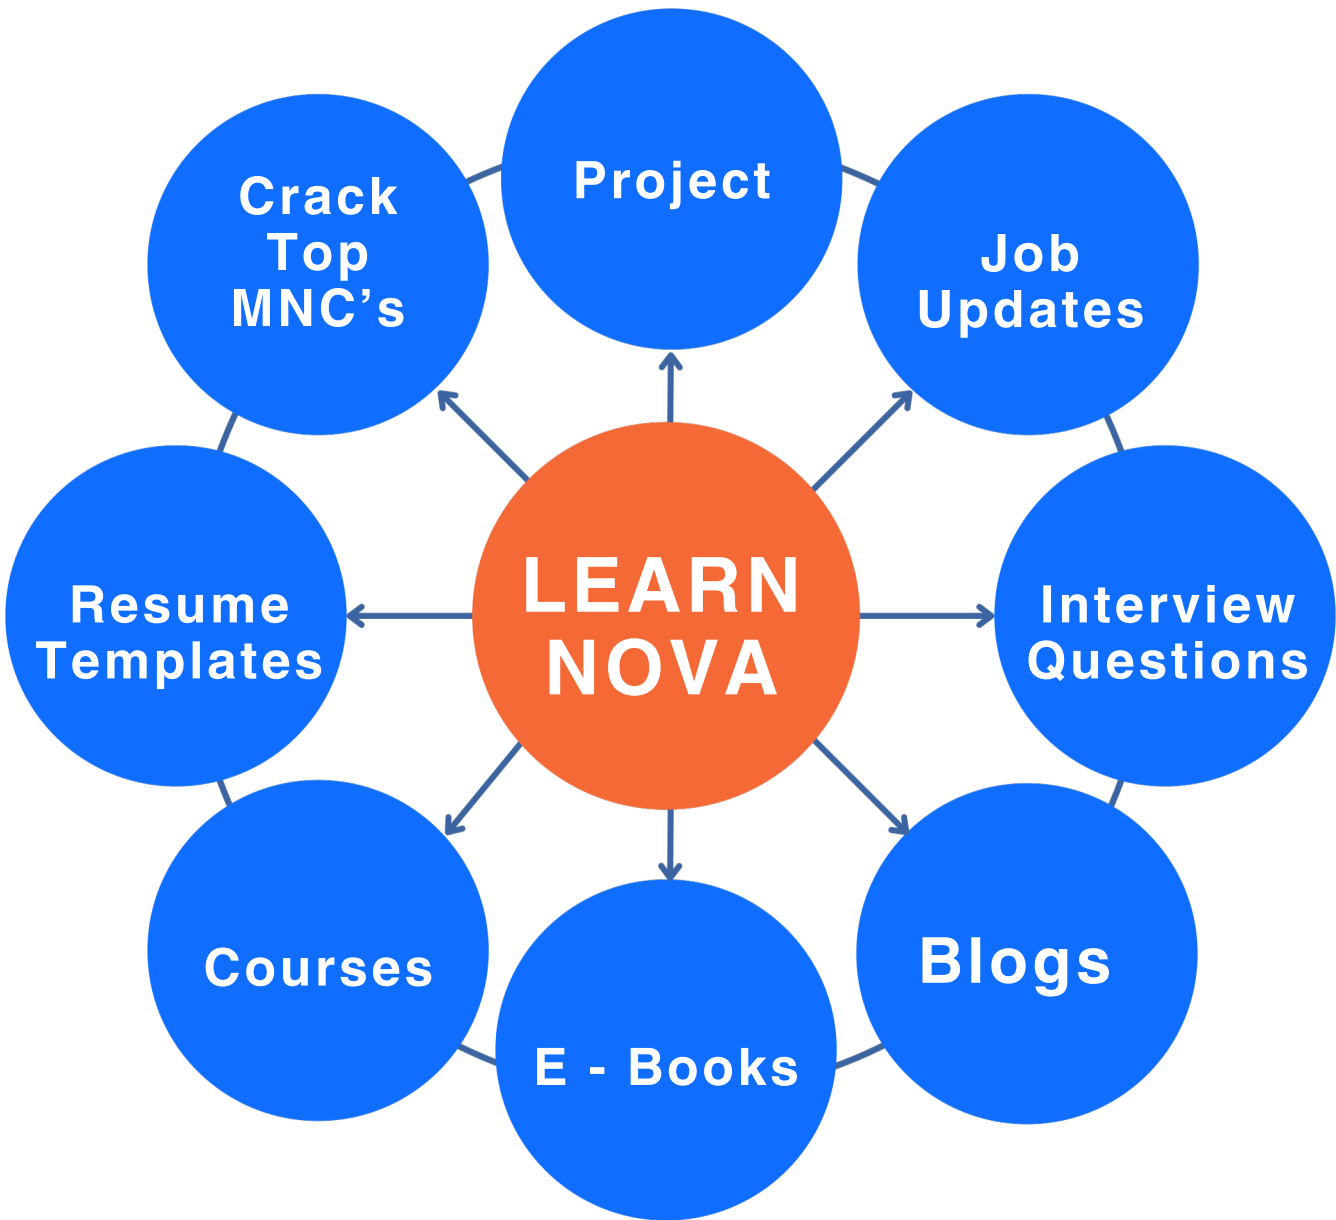 Project
Crack
Top
MNC’s
Job
Updates
LEARN
NOVA
Resume
Templates
Interview
Questions
Courses
Blogs
E - Books